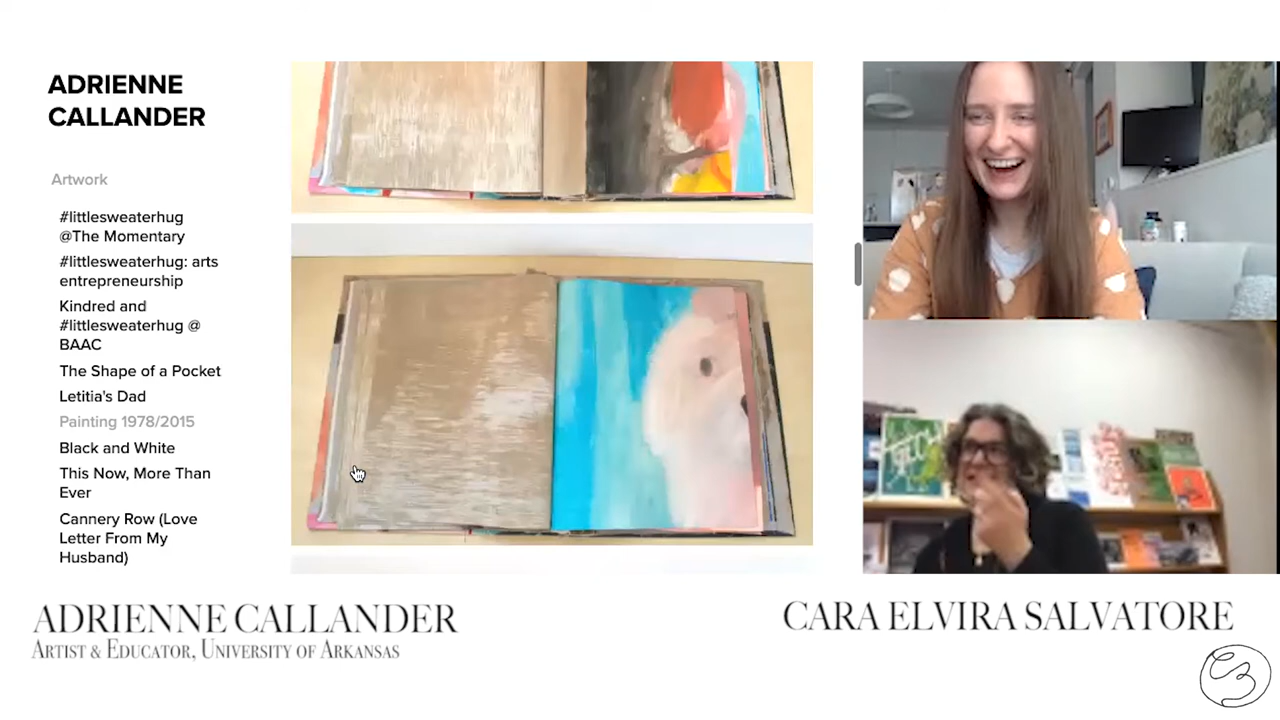 ADRIENNE
CALLANDER
Artwork
#littlesweaterhug
@The Momentary
#littlesweaterhug: arts
entrepreneurship
Kindred and
#littlesweaterhug @
BAAC
The Shape of a Pocket
Letitia's Dad
Painting 1978/2015
Black and White
This Now, More Than
Ever
Cannery Row (Love
Letter From My
Husband)
ADRIENNE CALLANDER
ARTIST & EDUCATOR, UNIVERSITY OF ARKANSAS
CARA ELVIRA SALVATORE